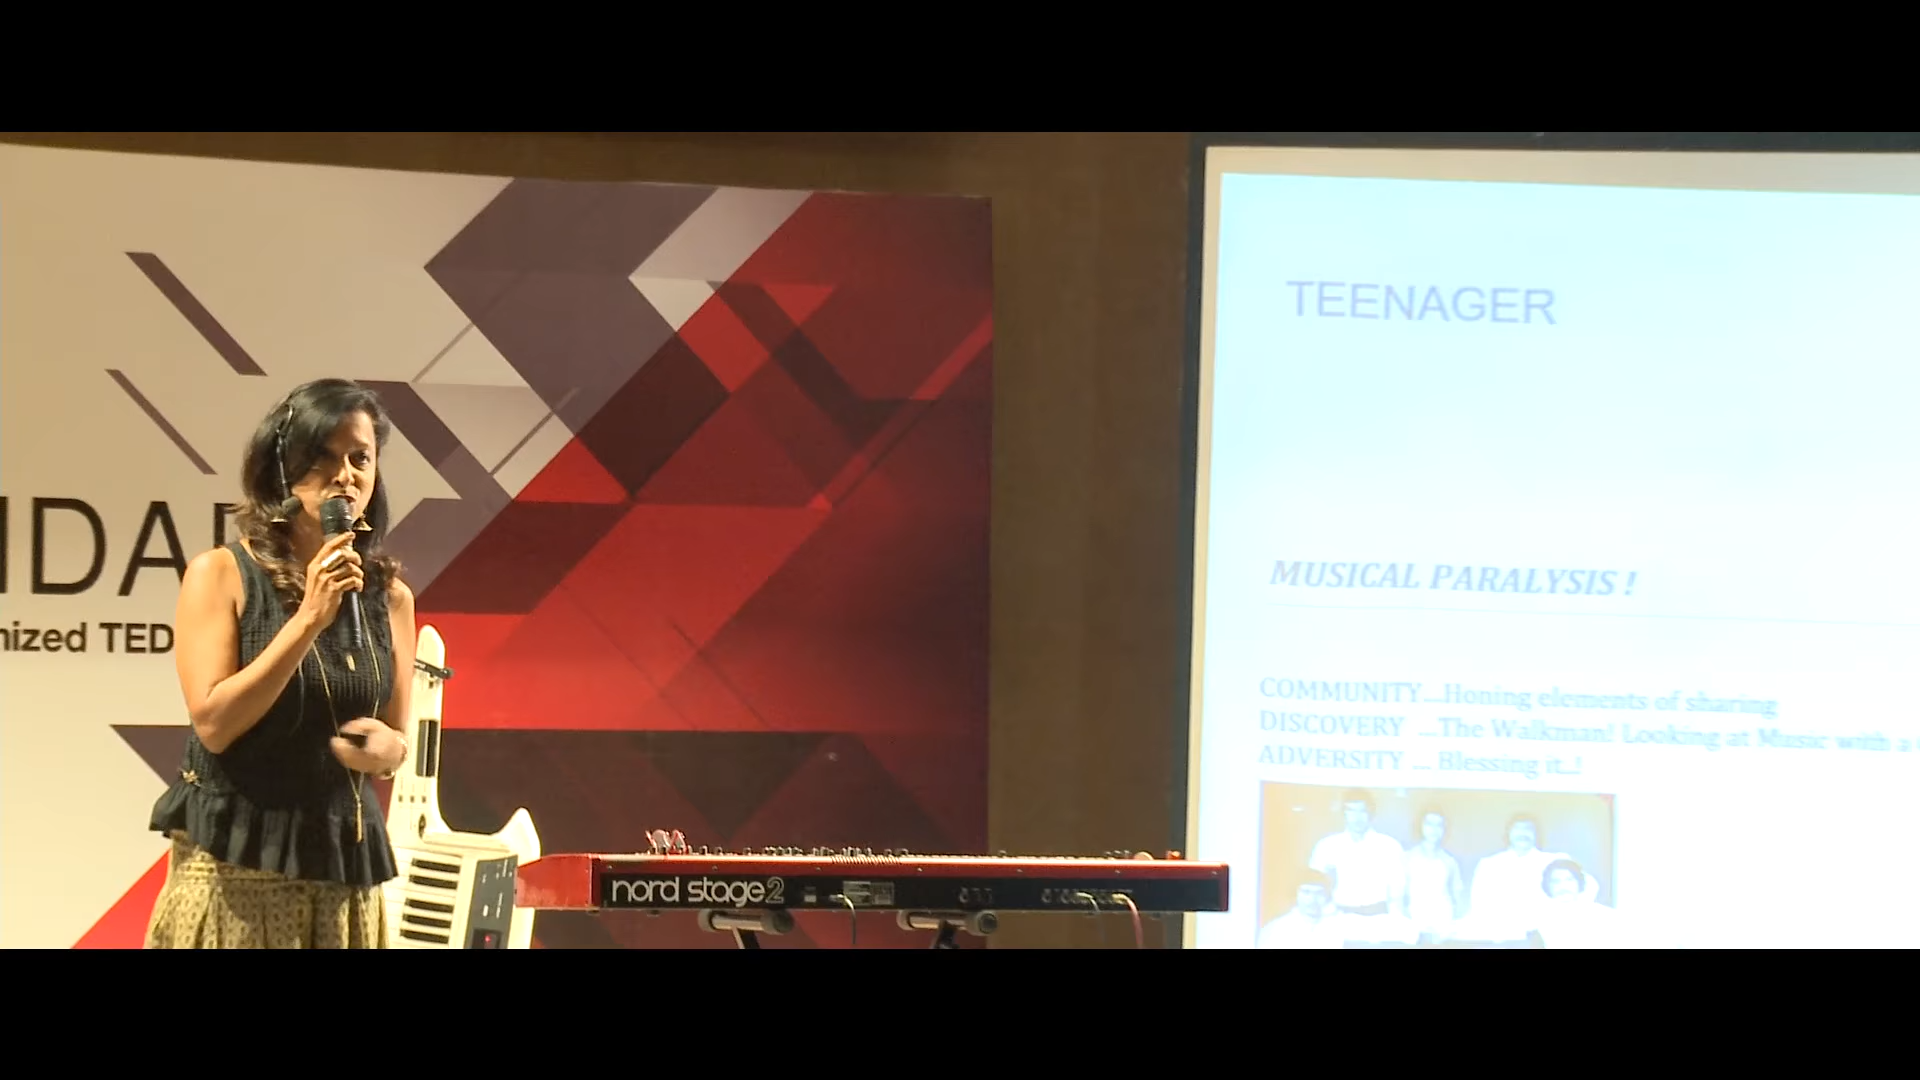 IDA
nized TED
nord stage2
TEENAGER
MUSICAL PARALYSIS !
COMMUNITY...Honing elements of sharing
DISCOVERY ...The Walkman! Looking at Music with a
ADVERSITY ... Blessing it..!